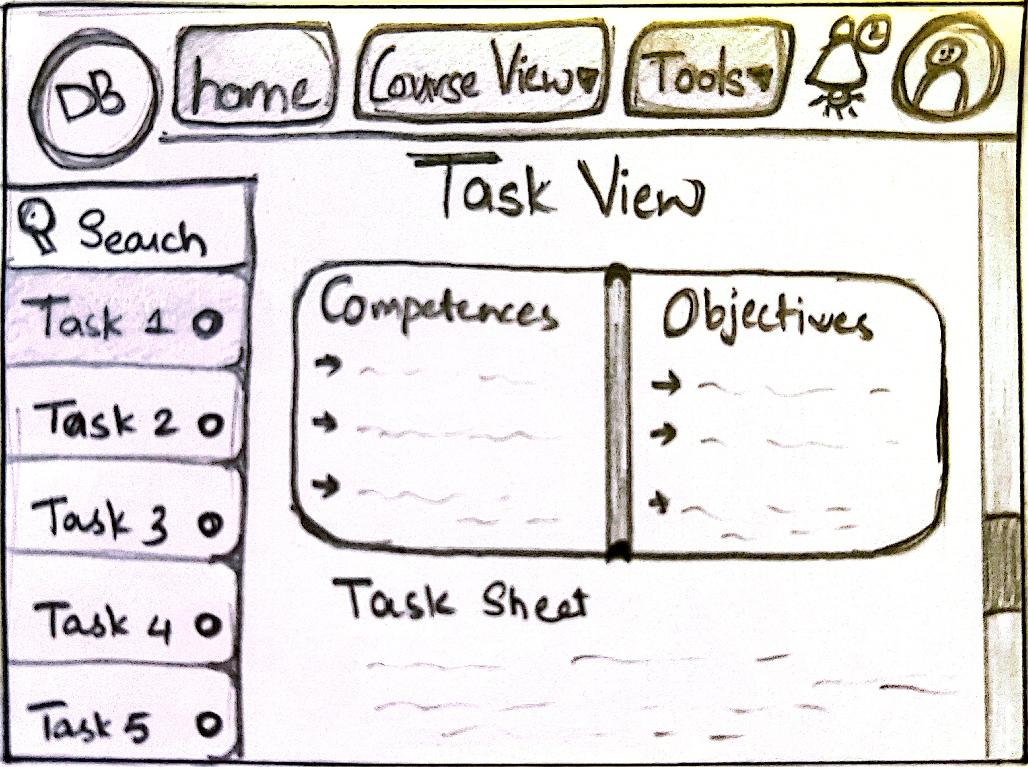 DB
home
Course View
Tools
2
Task View
Search
Task 1
Task 2
Task 3
Task 4
Task 5
Competences
Objectives
Task Sheet